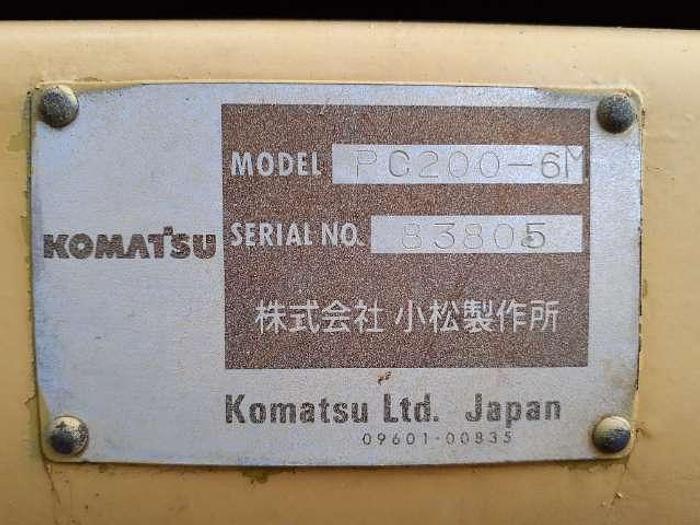 KOMATSU
MODEL PC200-6M
SERIAL NO. 83805
株式会社 小松製作所
Komatsu Ltd. Japan
09601-00835